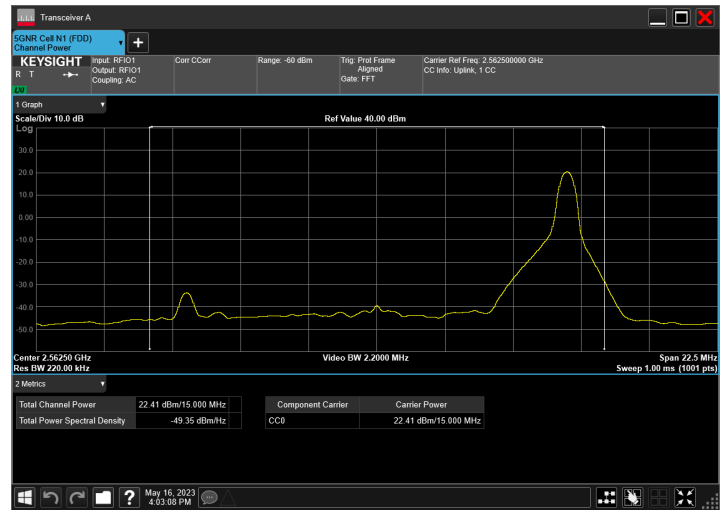 Transceiver A
5GNR Cell N1 (FDD)
Channel Power
KEYSIGHT
R T
Input: RFIO1
Output: RFIO1
Coupling: AC
Corr CCorr
Range: -60 dBm
Trig: Prot Frame
Aligned
Gate: FFT
Carrier Ref Freq: 2.562500000 GHz
CC Info: Uplink, 1 CC
LXI
1 Graph
Scale/Div 10.0 dB
Ref Value 40.00 dBm
Log
30.0
20.0
10.0
0.00
-10.0
-20.0
-30.0
-40.0
-50.0
Center 2.56250 GHz
Video BW 2.2000 MHz
Span 22.5 MHz
Res BW 220.00 kHz
Sweep 1.00 ms (1001 pts)
2 Metrics
Total Channel Power 22.41 dBm/15.000 MHz
Total Power Spectral Density -49.35 dBm/Hz
Component Carrier Carrier Power
CC0 22.41 dBm/15.000 MHz
?
May 16, 2023
4:03:08 PM